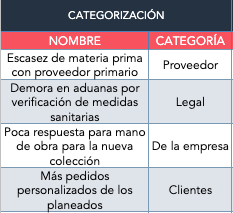 CATEGORIZACIÓN
NOMBRE CATEGORÍA
Escasez de materia prima
con proveedor primario
Proveedor
Demora en aduanas por
verificación de medidas
sanitarias
Legal
Poca respuesta para mano
de obra para la nueva
colección
De la empresa
Más pedidos
personalizados de los
planeados
Clientes